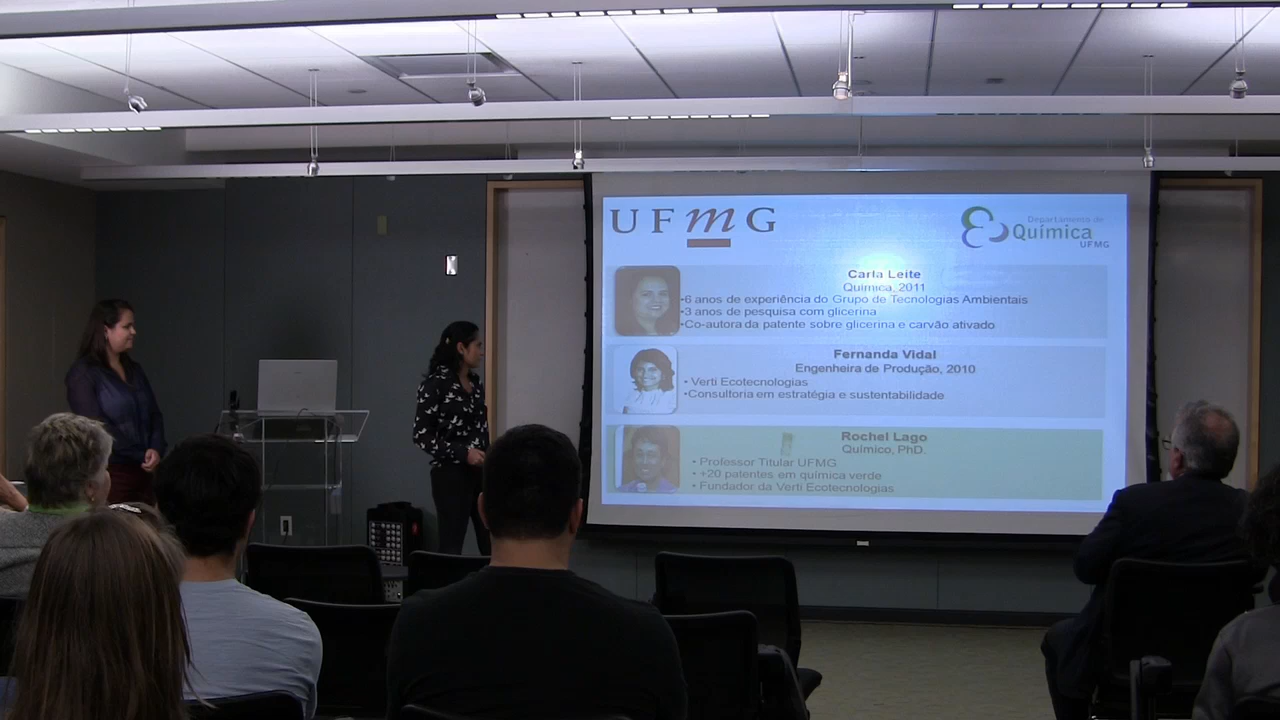 UFmG
Departamento de
Química
UFMG
Carla Leite
Química, 2011
•6 anos de experiência do Grupo de Tecnologias Ambientais
•3 anos de pesquisa com glicerina
•Co-autora da patente sobre glicerina e carvão ativado
Fernanda Vidal
Engenheira de Produção, 2010
• Verti Ecotecnologias
•Consultoria em estratégia e sustentabilidade
Rochel Lago
Químico, PhD.
• Professor Titular UFMG
• +20 patentes em química verde
• Fundador da Verti Ecotecnologias